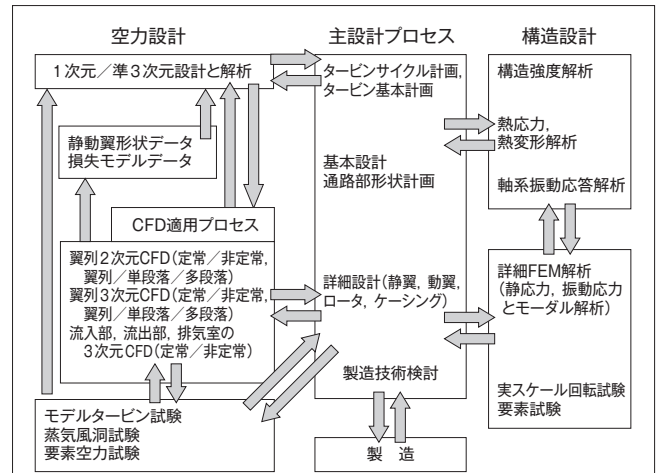 空力設計
1次元／準3次元設計と解析
静動翼形状データ
損失モデルデータ
CFD適用プロセス
翼列2次元CFD(定常／非定常,
翼列／単段落／多段落)
翼列3次元CFD(定常／非定常,
翼列／単段落／多段落)
流入部, 流出部, 排気室の
3次元CFD(定常／非定常)
モデルタービン試験
蒸気風洞試験
要素空力試験
主設計プロセス
タービンサイクル計画,
タービン基本計画
基本設計
通路部形状計画
詳細設計(静翼, 動翼,
ロータ, ケーシング)
製造技術検討
製　造
構造設計
構造強度解析
熱応力,
熱変形解析
軸系振動応答解析
詳細FEM解析
(静応力, 振動応力
とモーダル解析)
実スケール回転試験
要素試験